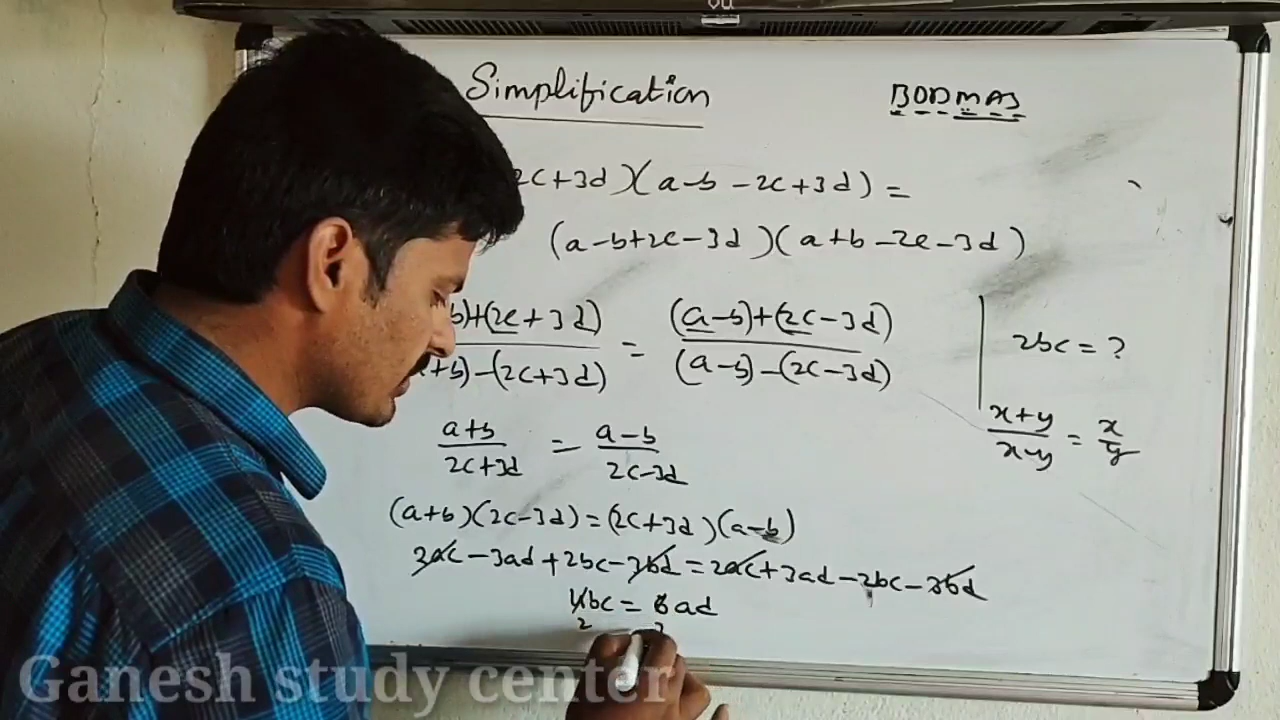 Simplification
BODMAS
2c+3d)(a-b-2c+3d) =
(a-b+2c-3d)(a+b-2c-3d)
b)+(2c+3d) / +b)-(2c+3d) = (a-b)+(2c-3d) / (a-b)-(2c-3d)
2bc = ?
x+y / x-y = x / y
a+b / 2c+3d = a-b / 2c-3d
(a+b)(2c-3d) = (2c+3d)(a-b)
2ac - 3ad + 2bc - 3bd = 2ac + 3ad - 2bc - 3bd
4bc = 6ad
2 3
Ganesh study center